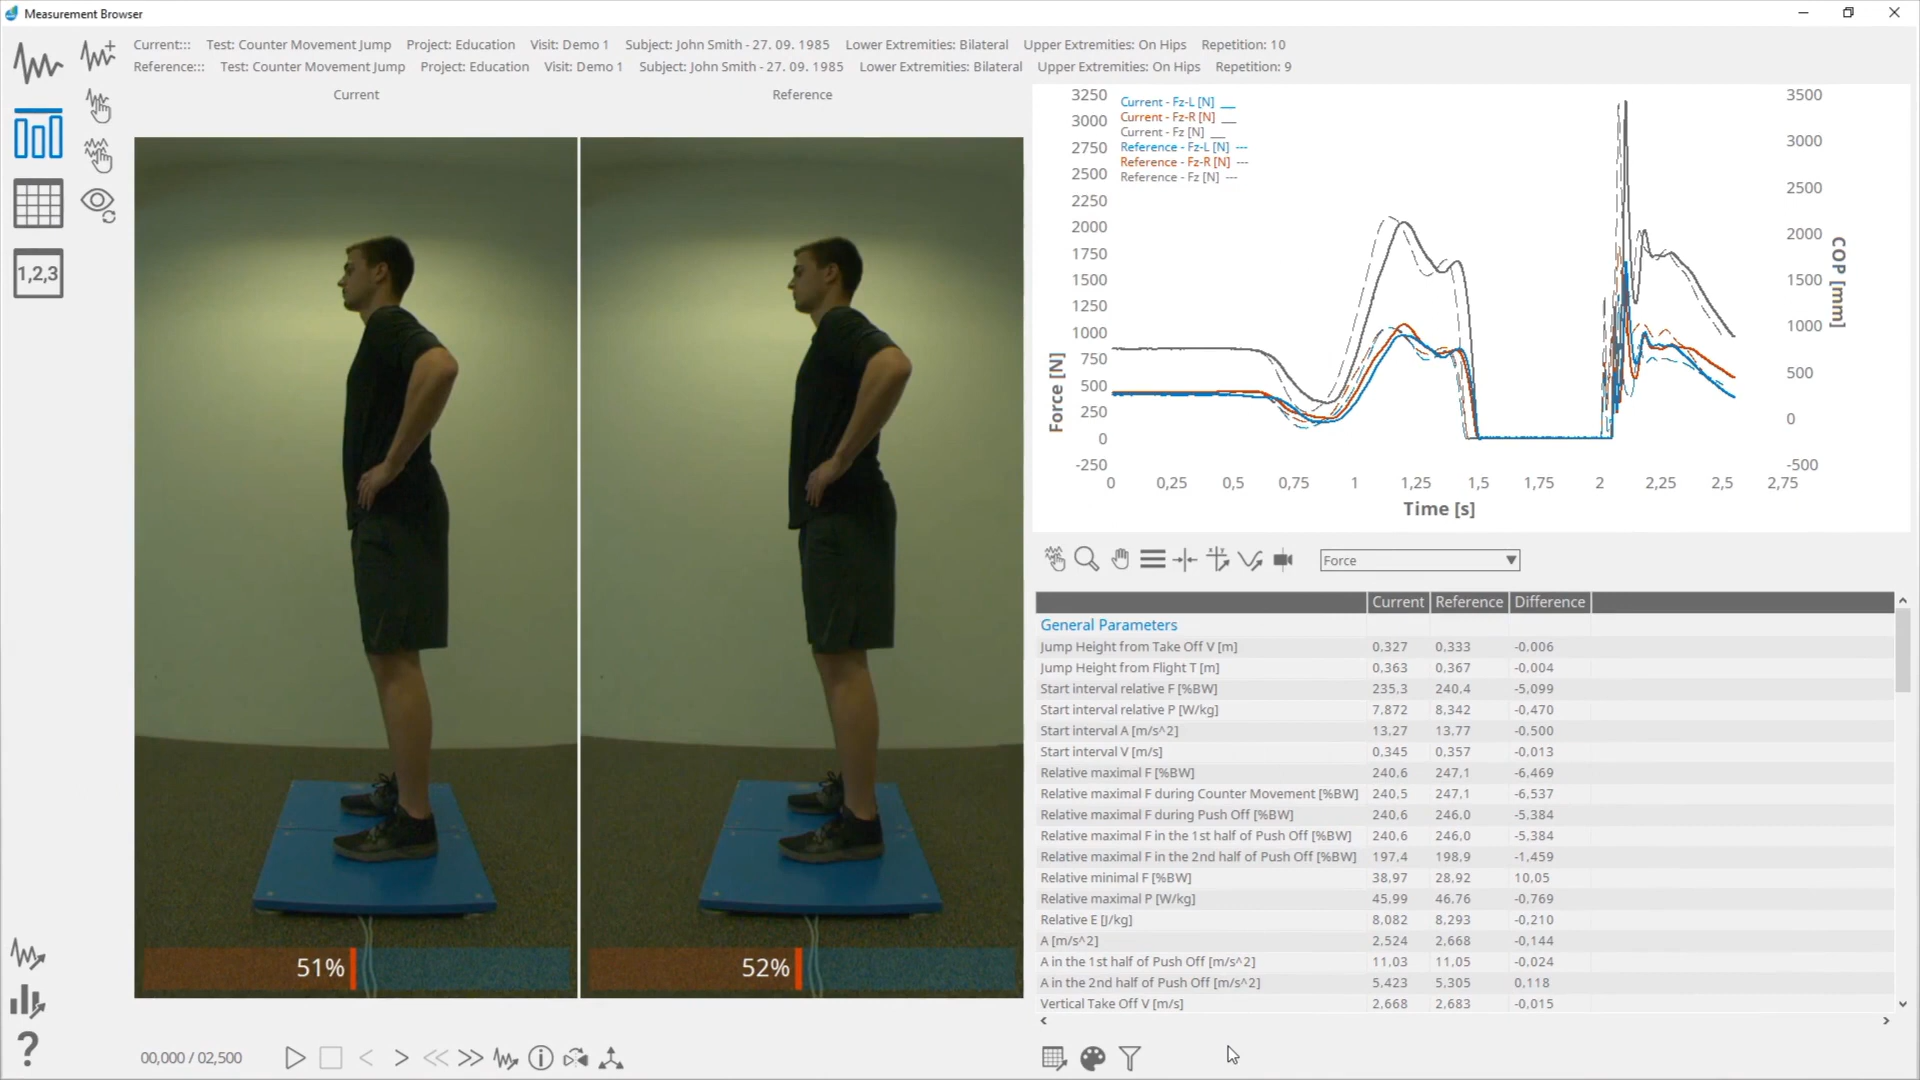 Measurement Browser
Current::: Test: Counter Movement Jump Project: Education Visit: Demo 1 Subject: John Smith - 27. 09. 1985 Lower Extremities: Bilateral Upper Extremities: On Hips Repetition: 10
Reference::: Test: Counter Movement Jump Project: Education Visit: Demo 1 Subject: John Smith - 27. 09. 1985 Lower Extremities: Bilateral Upper Extremities: On Hips Repetition: 9
Current Reference
1,2,3
51%
52%
00,000 / 02,500
Current - Fz-L [N]
Current - Fz-R [N]
Current - Fz [N]
Reference - Fz-L [N] ---
Reference - Fz-R [N] ---
Reference - Fz [N] ---
3250
3000
2750
2500
2250
2000
1750
1500
1250
1000
750
500
250
0
-250
Force [N]
3500
3000
2500
2000
1500
1000
500
0
-500
COP [mm]
0 0,25 0,5 0,75 1 1,25 1,5 1,75 2 2,25 2,5 2,75
Time [s]
Force
Current Reference Difference
General Parameters
Jump Height from Take Off V [m] 0,327 0,333 -0,006
Jump Height from Flight T [m] 0,363 0,367 -0,004
Start interval relative F [%BW] 235,3 240,4 -5,099
Start interval relative P [W/kg] 7,872 8,342 -0,470
Start interval A [m/s^2] 13,27 13,77 -0,500
Start interval V [m/s] 0,345 0,357 -0,013
Relative maximal F [%BW] 240,6 247,1 -6,469
Relative maximal F during Counter Movement [%BW] 240,5 247,1 -6,537
Relative maximal F during Push Off [%BW] 240,6 246,0 -5,384
Relative maximal F in the 1st half of Push Off [%BW] 240,6 246,0 -5,384
Relative maximal F in the 2nd half of Push Off [%BW] 197,4 198,9 -1,459
Relative minimal F [%BW] 38,97 28,92 10,05
Relative maximal P [W/kg] 45,99 46,76 -0,769
Relative E [J/kg] 8,082 8,293 -0,210
A [m/s^2] 2,524 2,668 -0,144
A in the 1st half of Push Off [m/s^2] 11,03 11,05 -0,024
A in the 2nd half of Push Off [m/s^2] 5,423 5,305 0,118
Vertical Take Off V [m/s] 2,668 2,683 -0,015